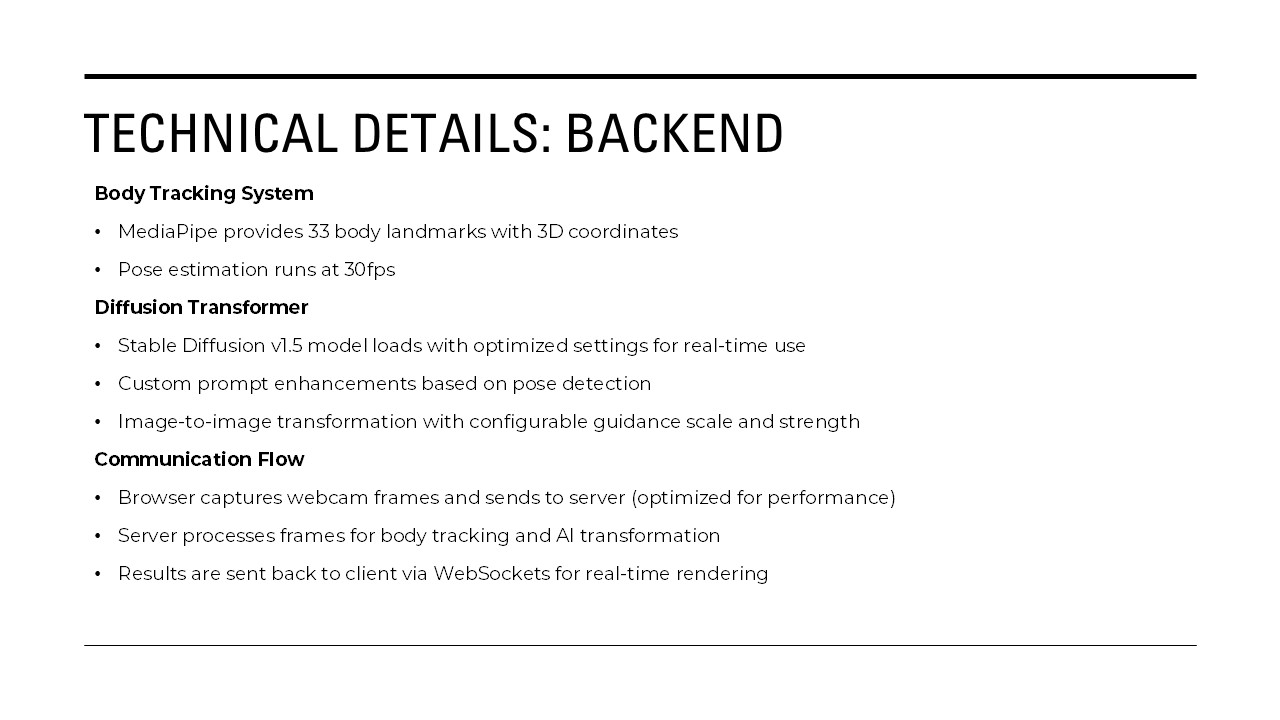 TECHNICAL DETAILS: BACKEND
Body Tracking System
• MediaPipe provides 33 body landmarks with 3D coordinates
• Pose estimation runs at 30fps
Diffusion Transformer
• Stable Diffusion v1.5 model loads with optimized settings for real-time use
• Custom prompt enhancements based on pose detection
• Image-to-image transformation with configurable guidance scale and strength
Communication Flow
• Browser captures webcam frames and sends to server (optimized for performance)
• Server processes frames for body tracking and AI transformation
• Results are sent back to client via WebSockets for real-time rendering